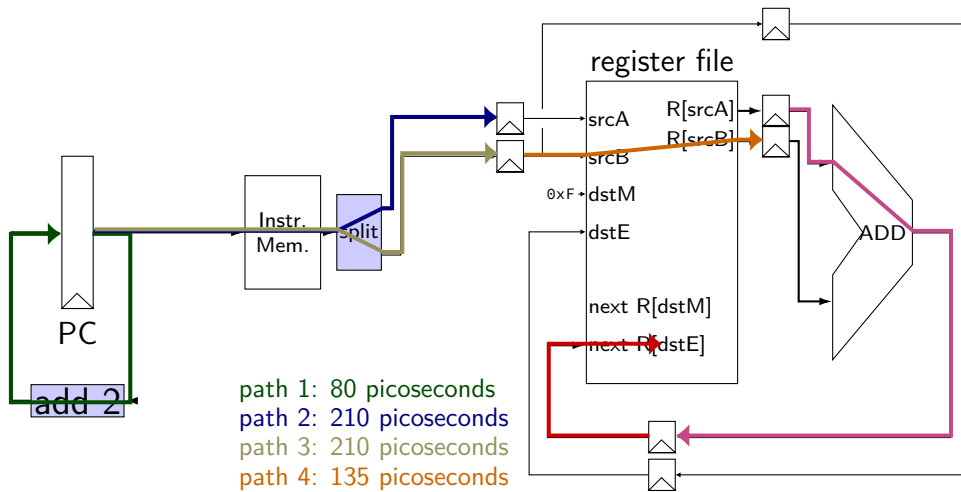 register file
srcA
R[srcA]
srcB
R[srcB]
0xF
dstM
dstE
Instr.
Mem.
split
ADD
next R[dstM]
PC
next R[dstE]
add 2
path 1: 80 picoseconds
path 2: 210 picoseconds
path 3: 210 picoseconds
path 4: 135 picoseconds